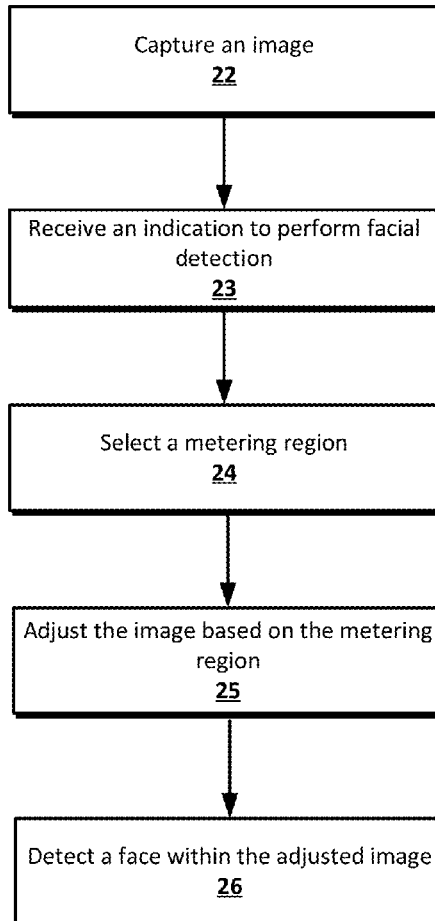 Capture an image
22
Receive an indication to perform facial
detection
23
Select a metering region
24
Adjust the image based on the metering
region
25
Detect a face within the adjusted image
26